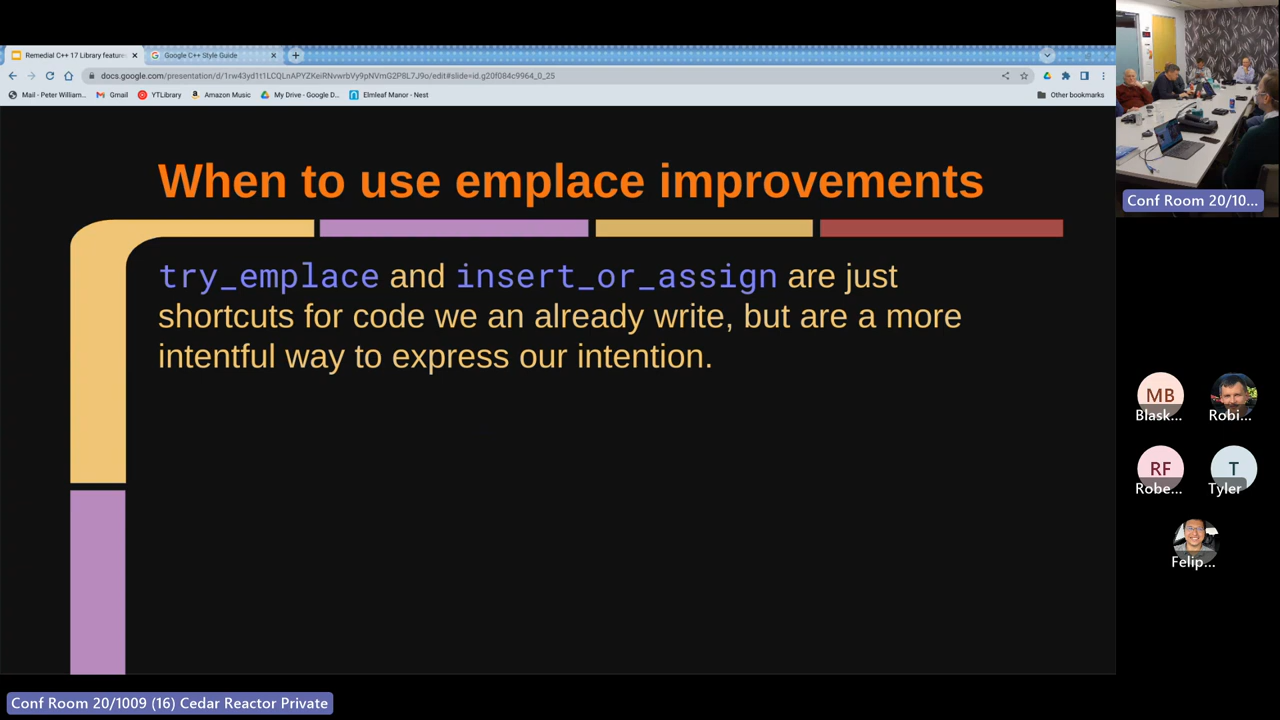 Remedial C++ 17 Library feature
Google C++ Style Guide
docs.google.com/presentation/d/1rw43yd1t1LCQLnAPYZKeiRNvwrbVy9pNVmG2P8L7J9o/edit#slide=id.g20f084c9964_0_25
Mail - Peter William...
Gmail
YTLibrary
Amazon Music
My Drive - Google D...
Elmleaf Manor - Nest
Other bookmarks
When to use emplace improvements
try_emplace and insert_or_assign are just
shortcuts for code we an already write, but are a more
intentful way to express our intention.
Conf Room 20/10...
MB
Blask...
Robi...
RF
Robe...
T
Tyler
Felip...
Conf Room 20/1009 (16) Cedar Reactor Private